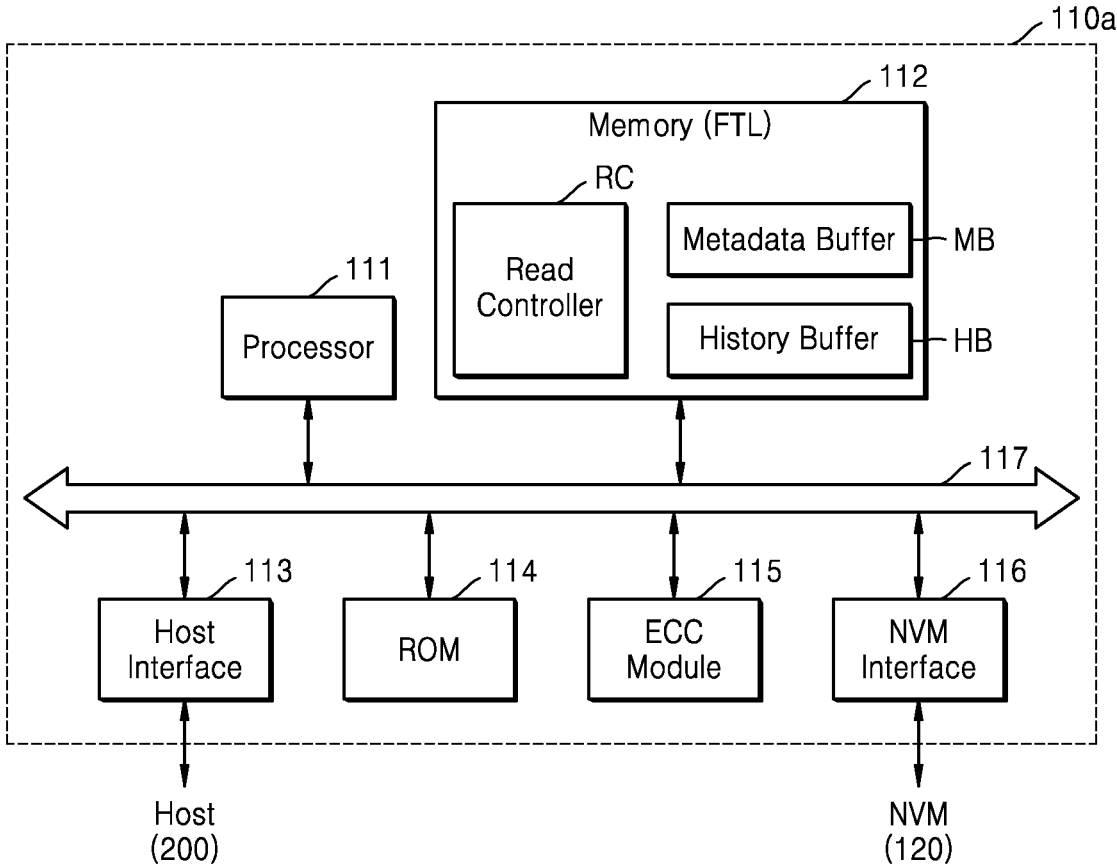 110a
112
Memory (FTL)
RC
Read
Controller
Metadata Buffer
MB
History Buffer
HB
111
Processor
117
113
Host
Interface
114
ROM
115
ECC
Module
116
NVM
Interface
Host
(200)
NVM
(120)